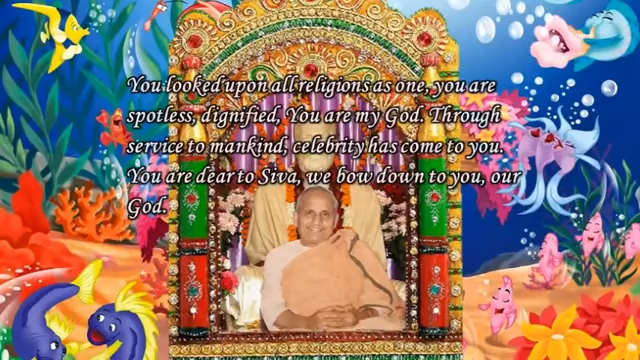 You looked upon all religions as one, you are
spotless, dignified, You are my God. Through
service to mankind, celebrity has come to you.
You are dear to Siva, we bow down to you, our
God.